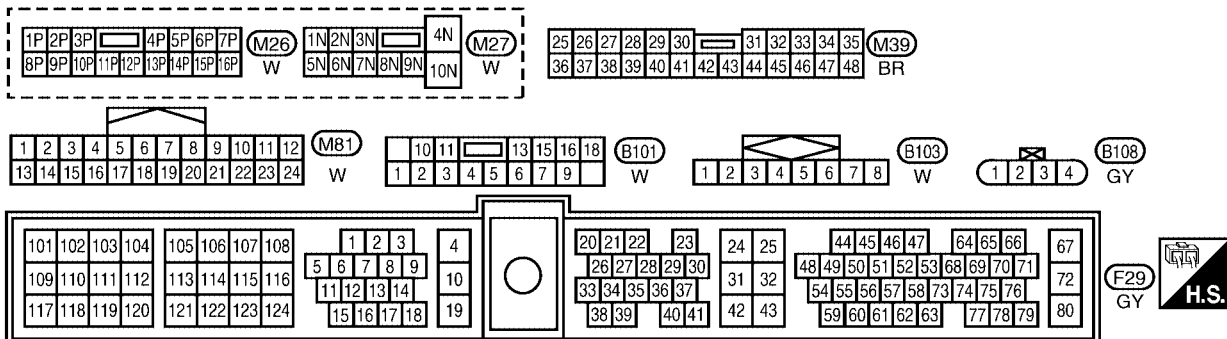 1P 2P 3P 4P 5P 6P 7P
8P 9P 10P 11P 12P 13P 14P 15P 16P
M26
W
1N 2N 3N 4N
5N 6N 7N 8N 9N 10N
M27
W
25 26 27 28 29 30 31 32 33 34 35
36 37 38 39 40 41 42 43 44 45 46 47 48
M39
BR
1 2 3 4 5 6 7 8 9 10 11 12
13 14 15 16 17 18 19 20 21 22 23 24
M81
W
10 11 13 15 16 18
1 2 3 4 5 6 7 9
B101
W
1 2 3 4 5 6 7 8
B103
W
1 2 3 4
B108
GY
101 102 103 104 105 106 107 108 1 2 3 4 20 21 22 23 24 25 44 45 46 47 64 65 66 67
5 6 7 8 9 26 27 28 29 30 48 49 50 51 52 53 68 69 70 71
109 110 111 112 113 114 115 116 10 31 32 72
11 12 13 14 33 34 35 36 37 54 55 56 57 58 73 74 75 76
117 118 119 120 121 122 123 124 15 16 17 18 19 38 39 40 41 42 43 59 60 61 62 63 77 78 79 80
F29
GY
H.S.